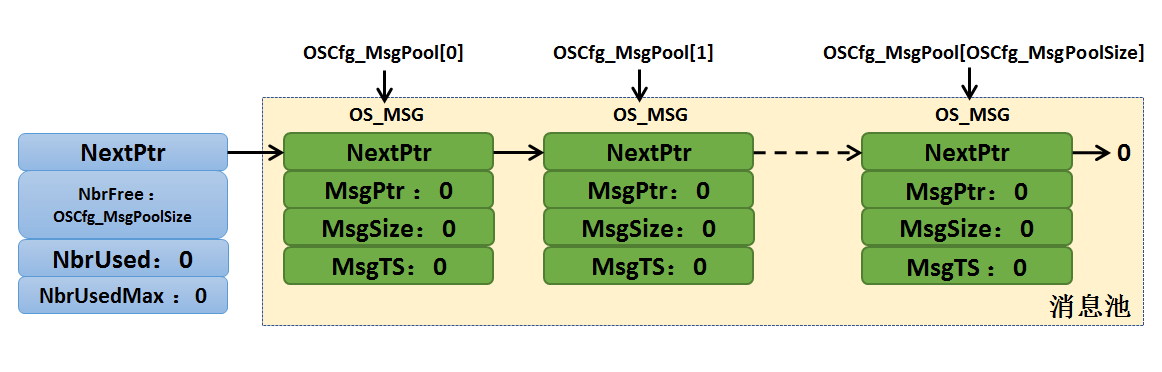 OSCfg_MsgPool[0]
OSCfg_MsgPool[1]
OSCfg_MsgPool[OSCfg_MsgPoolSize]
OS_MSG
OS_MSG
OS_MSG
NextPtr
NbrFree：
OSCfg_MsgPoolSize
NbrUsed：0
NbrUsedMax：0
NextPtr
MsgPtr：0
MsgSize：0
MsgTS：0
NextPtr
MsgPtr：0
MsgSize：0
MsgTS：0
NextPtr
MsgPtr：0
MsgSize：0
MsgTS：0
0
消息池